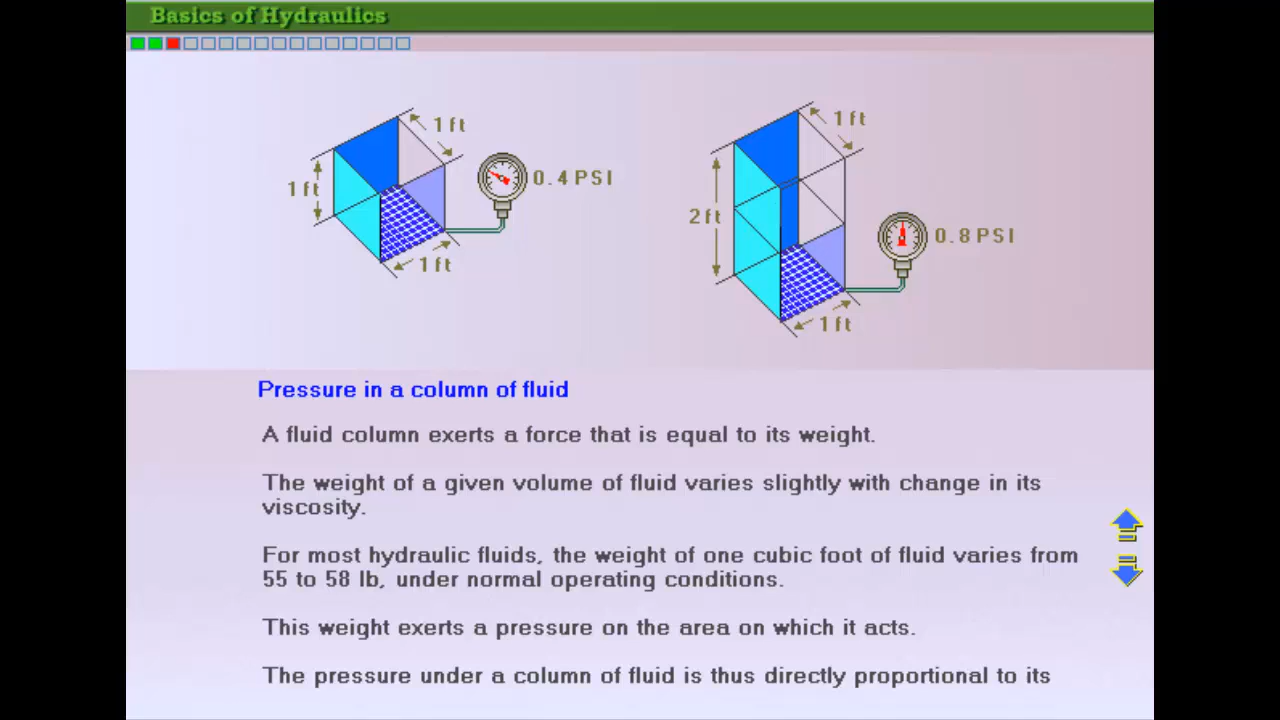 Basics of Hydraulics
1 ft
1 ft
0.4 PSI
1 ft
1 ft
2 ft
0.8 PSI
1 ft
Pressure in a column of fluid
A fluid column exerts a force that is equal to its weight.
The weight of a given volume of fluid varies slightly with change in its
viscosity.
For most hydraulic fluids, the weight of one cubic foot of fluid varies from
55 to 58 lb, under normal operating conditions.
This weight exerts a pressure on the area on which it acts.
The pressure under a column of fluid is thus directly proportional to its